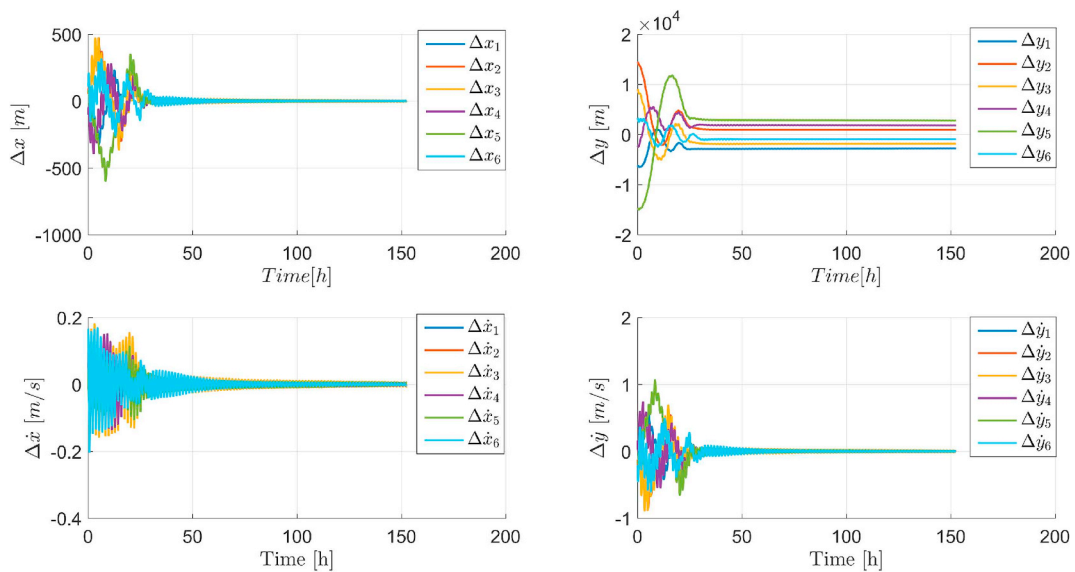 500
0
-500
-1000
Δx [m]
0 50 100 150 200
Time[h]
Δx₁
Δx₂
Δx₃
Δx₄
Δx₅
Δx₆
×10⁴
2
1
0
-1
-2
Δy [m]
0 50 100 150 200
Time[h]
Δy₁
Δy₂
Δy₃
Δy₄
Δy₅
Δy₆
0.2
0
-0.2
-0.4
Δẋ [m/s]
0 50 100 150 200
Time [h]
Δẋ₁
Δẋ₂
Δẋ₃
Δẋ₄
Δẋ₅
Δẋ₆
2
1
0
-1
Δẏ [m/s]
0 50 100 150 200
Time [h]
Δẏ₁
Δẏ₂
Δẏ₃
Δẏ₄
Δẏ₅
Δẏ₆